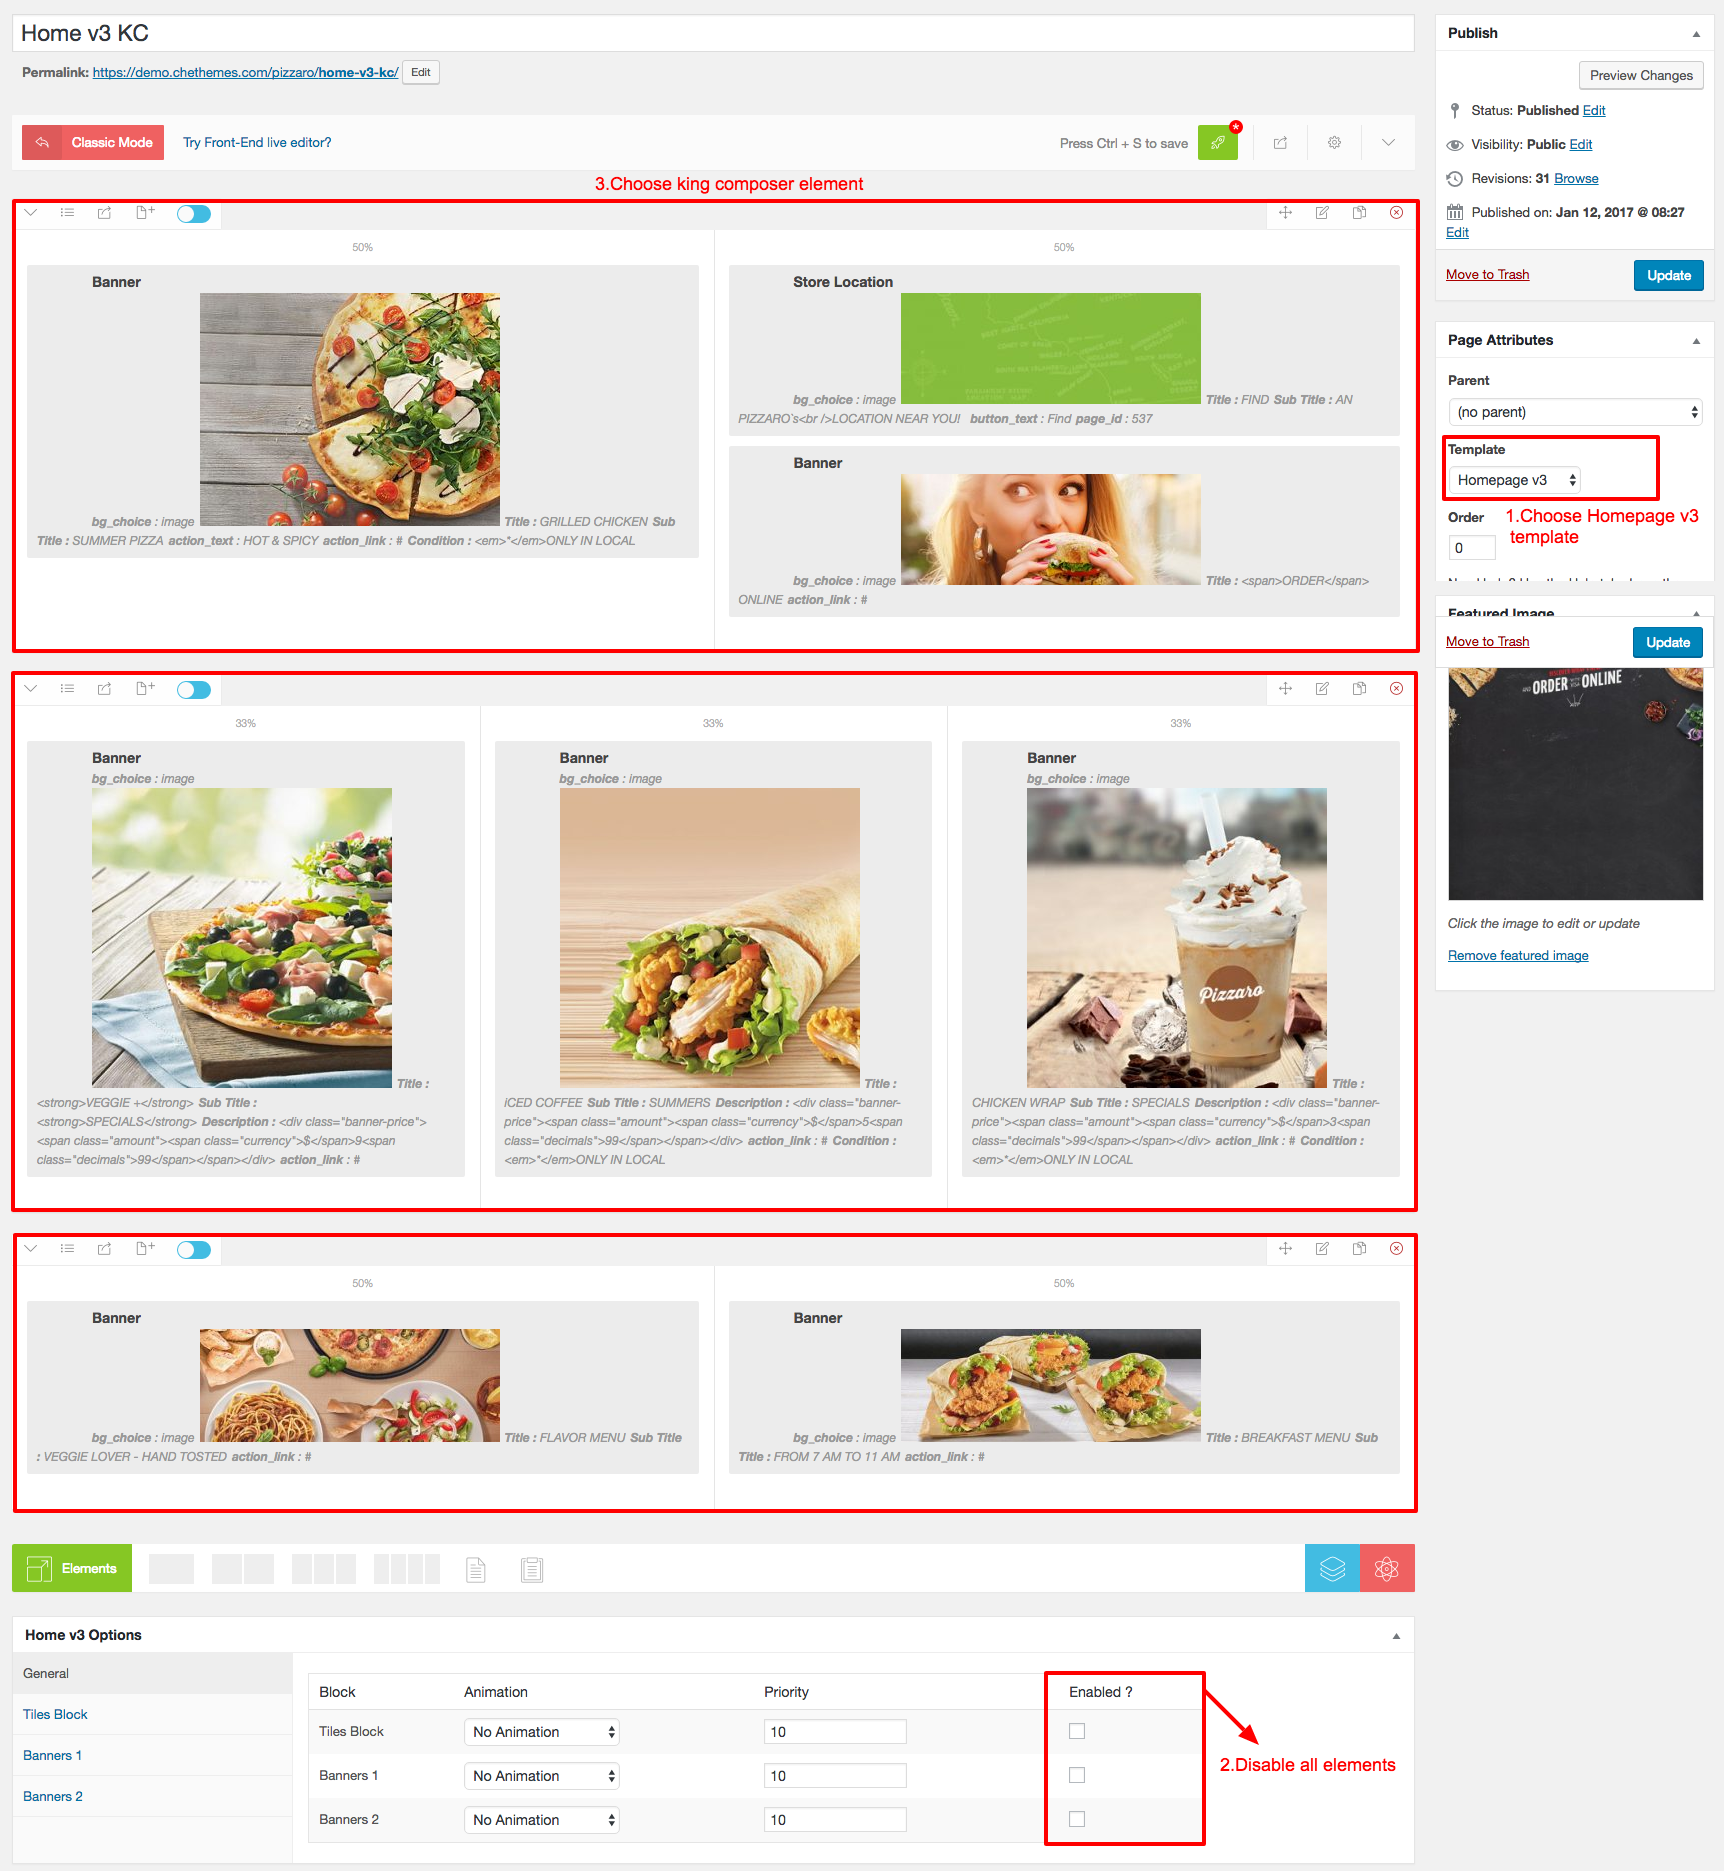 Home v3 KC
Permalink: https://demo.chethemes.com/pizzaro/home-v3-kc/ Edit
Classic Mode
Try Front-End live editor?
Press Ctrl + S to save
3.Choose king composer element
50%
50%
Banner
bg_choice : image Title : GRILLED CHICKEN Sub
Title : SUMMER PIZZA action_text : HOT & SPICY action_link : # Condition : <em>*</em>ONLY IN LOCAL
Store Location
bg_choice : image Title : FIND Sub Title : AN
PIZZARO`s<br />LOCATION NEAR YOU! button_text : Find page_id : 537
Banner
bg_choice : image Title : <span>ORDER</span>
ONLINE action_link : #
33%
33%
33%
Banner
bg_choice : image
Title :
<strong>VEGGIE +</strong> Sub Title :
<strong>SPECIALS</strong> Description : <div class="banner-price">
<span class="amount"><span class="currency">$</span>9<span
class="decimals">99</span></span></div> action_link : #
Banner
bg_choice : image
Title :
iCED COFFEE Sub Title : SUMMERS Description : <div class="banner-
price"><span class="amount"><span class="currency">$</span>5<span
class="decimals">99</span></span></div> action_link : # Condition :
<em>*</em>ONLY IN LOCAL
Banner
bg_choice : image
Pizzaro
Title :
CHICKEN WRAP Sub Title : SPECIALS Description : <div class="banner-
price"><span class="amount"><span class="currency">$</span>3<span
class="decimals">99</span></span></div> action_link : # Condition :
<em>*</em>ONLY IN LOCAL
50%
50%
Banner
bg_choice : image Title : FLAVOR MENU Sub Title
: VEGGIE LOVER - HAND TOSTED action_link : #
Banner
bg_choice : image Title : BREAKFAST MENU Sub
Title : FROM 7 AM TO 11 AM action_link : #
Elements
Home v3 Options
General
Tiles Block
Banners 1
Banners 2
Block Animation Priority Enabled ?
Tiles Block No Animation 10
Banners 1 No Animation 10
Banners 2 No Animation 10
2.Disable all elements
Publish
Preview Changes
Status: Published Edit
Visibility: Public Edit
Revisions: 31 Browse
Published on: Jan 12, 2017 @ 08:27
Edit
Move to Trash Update
Page Attributes
Parent
(no parent)
Template
Homepage v3
Order
1.Choose Homepage v3
template
0
Featured Image
Move to Trash Update
ORDER ONLINE
Click the image to edit or update
Remove featured image